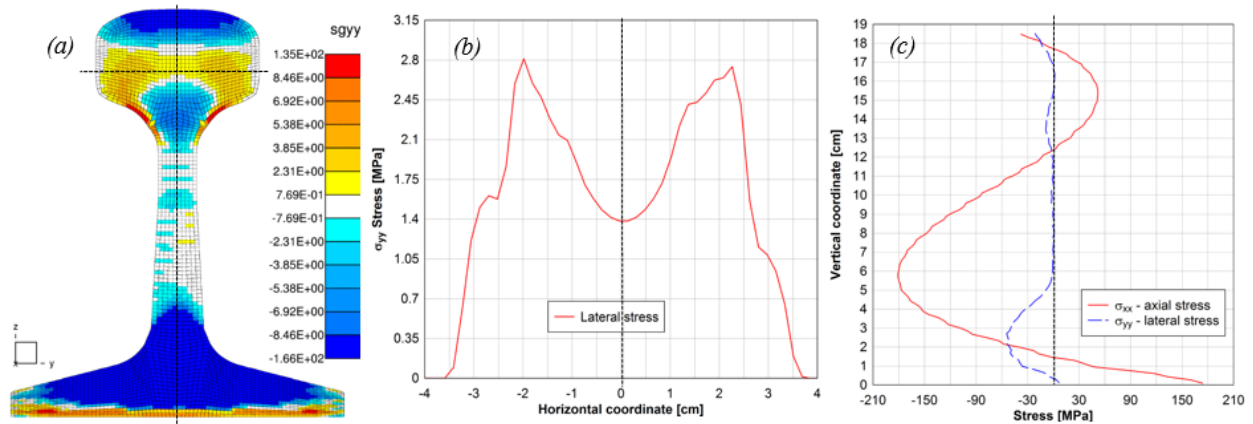 (a)
sgyy
1.35E+02
8.46E+00
6.92E+00
5.38E+00
3.85E+00
2.31E+00
7.69E-01
-7.69E-01
-2.31E+00
-3.85E+00
-5.38E+00
-6.92E+00
-8.46E+00
-1.66E+02
z
x
y
(b)
σyy Stress [MPa]
3.15
2.8
2.45
2.1
1.75
1.4
1.05
0.7
0.35
0
Lateral stress
-4 -3 -2 -1 0 1 2 3 4
Horizontal coordinate [cm]
(c)
Vertical coordinate [cm]
19
18
17
16
15
14
13
12
11
10
9
8
7
6
5
4
3
2
1
0
σxx - axial stress
σyy - lateral stress
-210 -150 -90 -30 30 90 150 210
Stress [MPa]